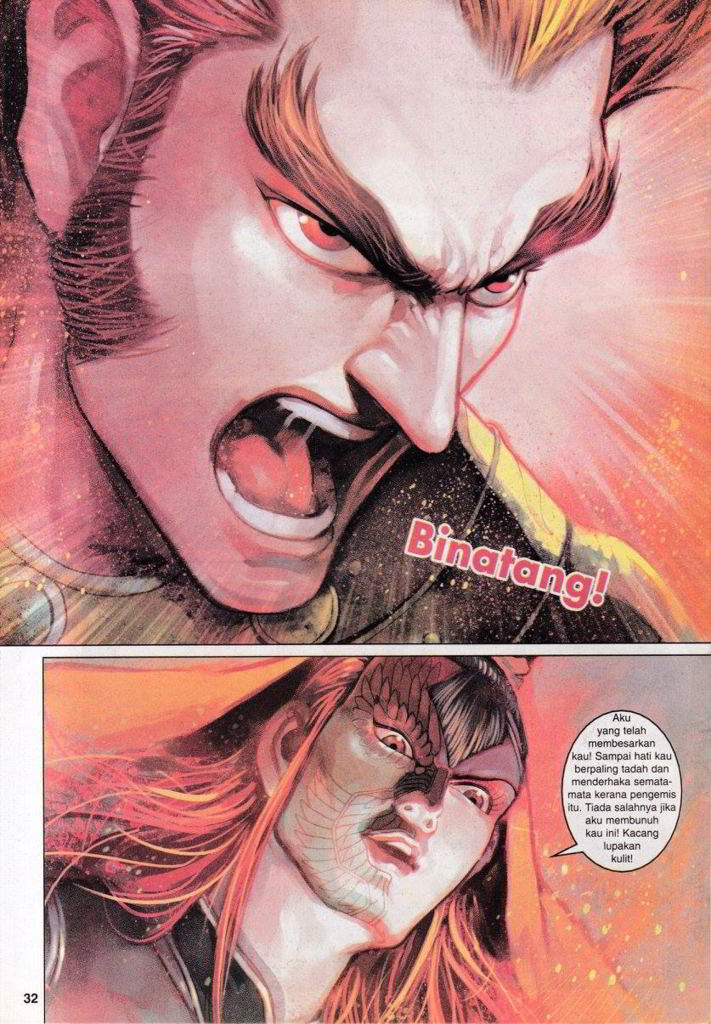 Binatang!
Aku
yang telah
membesarkan
kau! Sampai hati kau
berpaling tadah dan
menderhaka semata-
mata kerana pengemis
itu. Tiada salahnya jika
aku membunuh
kau ini! Kacang
lupakan
kulit!
32